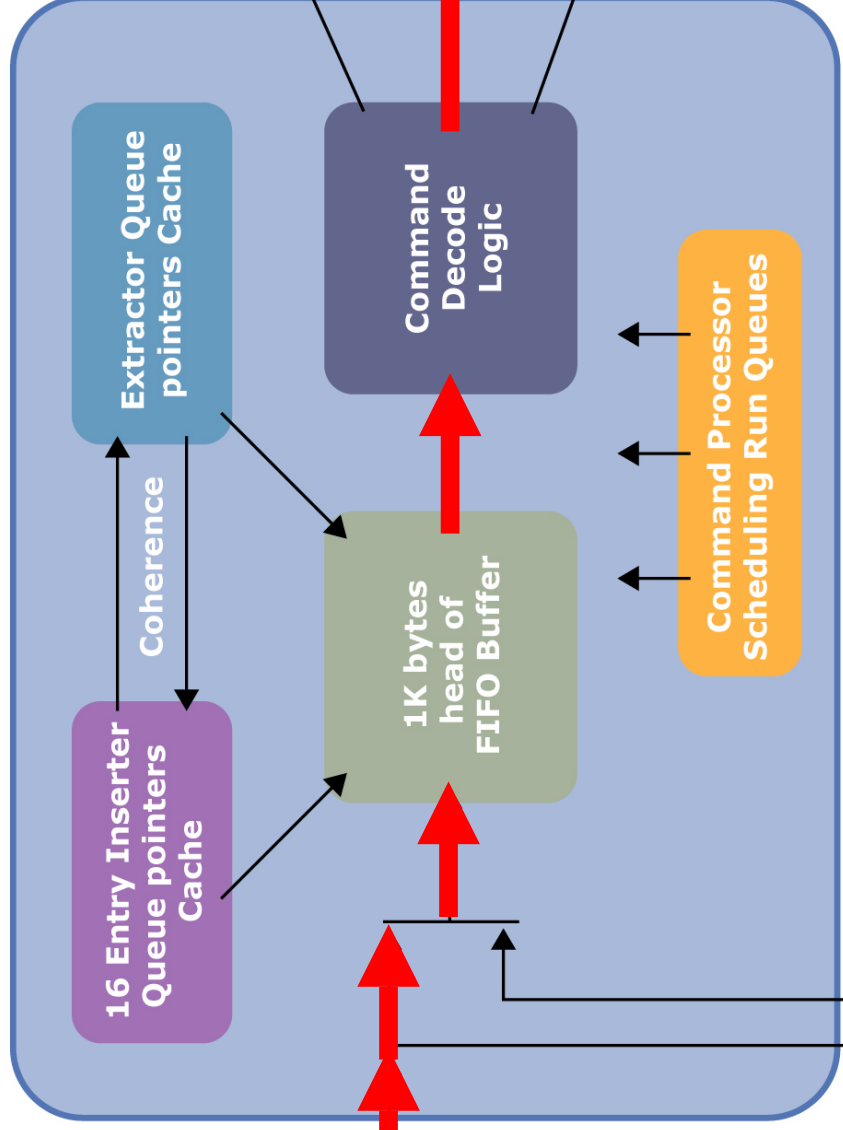 16 Entry Inserter
Queue pointers
Cache
Coherence
Extractor Queue
pointers Cache
1K bytes
head of
FIFO Buffer
Command
Decode
Logic
Command Processor
Scheduling Run Queues